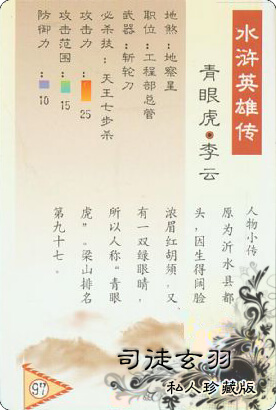 水浒英雄传
青眼虎·李云
地煞：地察星
职位：工程部总管
武器：斩轮刀
必杀技：天王七步杀
攻击力：25
攻击范围：15
防御力：10
人物小传：
原为沂水县都
头，因生得阔脸
浓眉红胡须，又
有一双绿眼睛，
所以人称“青眼
虎”。梁山排名
第九十七。
97
司徒玄羽
私人珍藏版